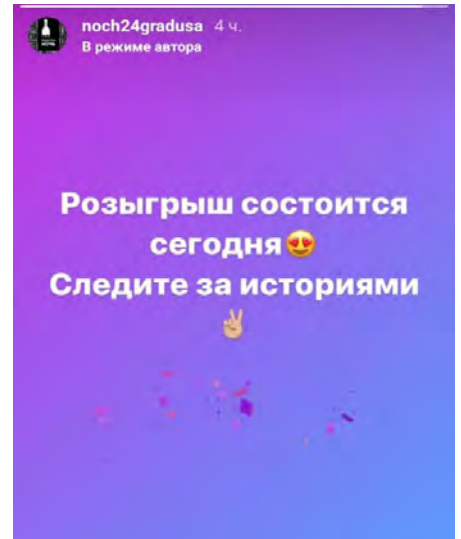 noch24gradusa 4 ч.
В режиме автора
Розыгрыш состоится
сегодня😍
Следите за историями
✌🏼